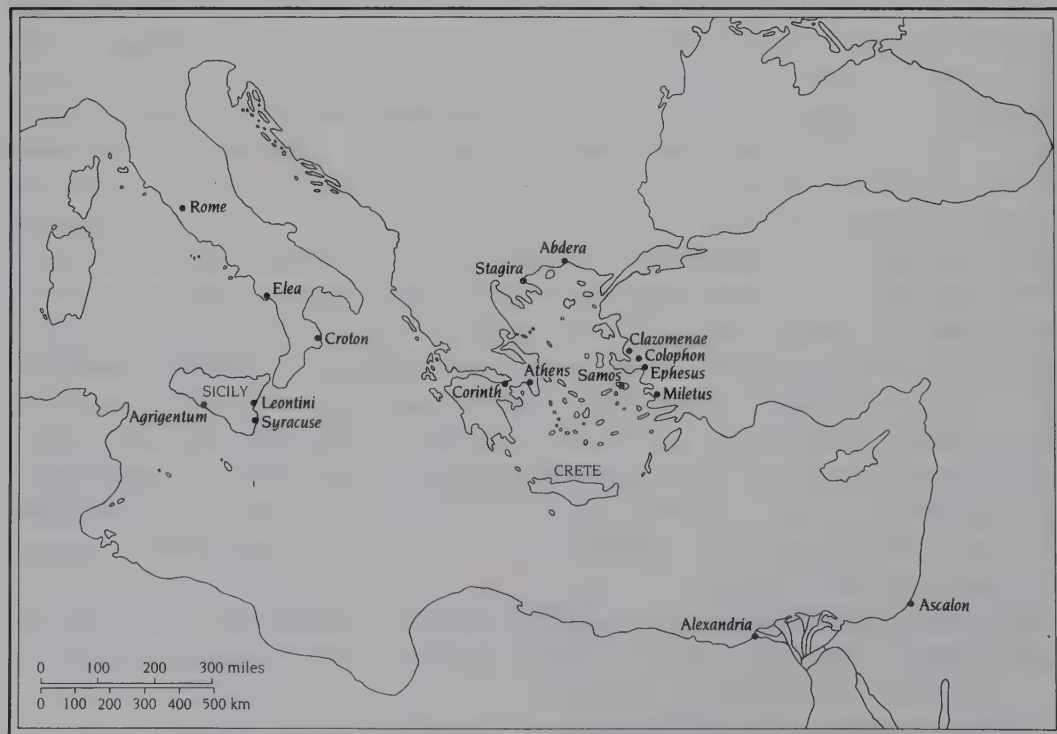 Rome
Abdera
Stagira
Elea
Croton
Clazomenae
Colophon
Ephesus
Athens
Samos
Corinth
Miletus
SICILY
Leontini
Agrigentum
Syracuse
CRETE
Ascalon
Alexandria
0 100 200 300 miles
0 100 200 300 400 500 km